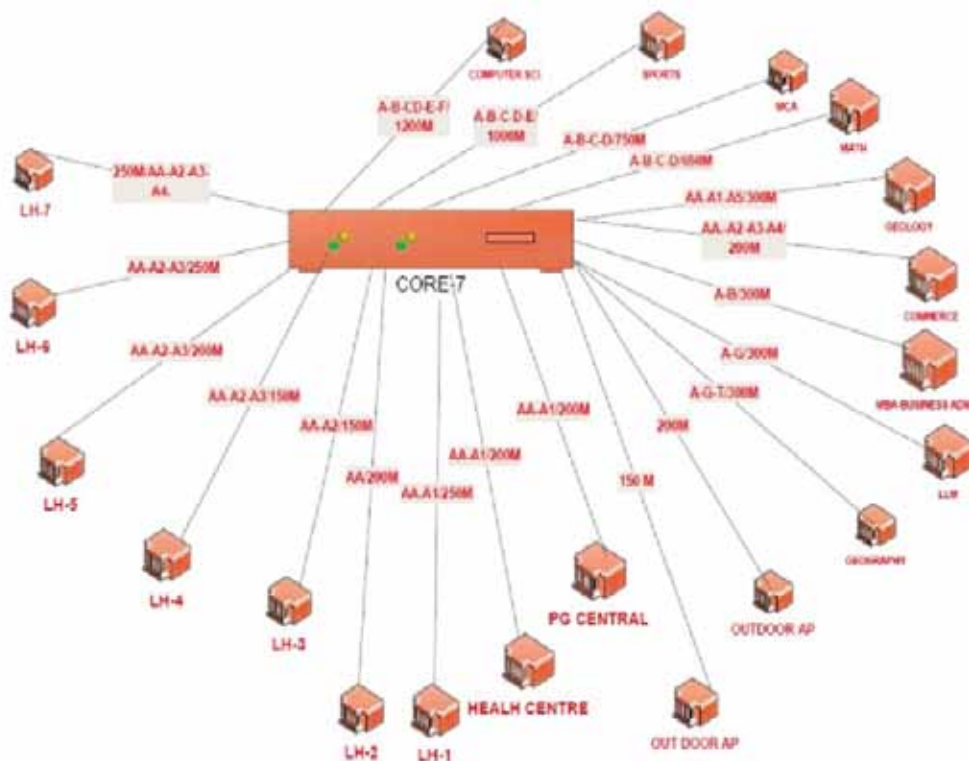 COMPUTER SCI
SPORTS
MCA
MATH
A-B-CD-E-F/
1200M
A-B-C-D-E/
1000M
A-B-C-D/750M
250M-AA-A2-A3-
A4.
LH-7
AA-A1-A5/300M
GEOLOGY
AA-A2-A3-A4/
200M
AA-A2-A3/250M
CORE-7
A-B/300M
COMMERCE
LH-6
AA-A2-A3/200M
A-G/300M
MBA-BUSINESS ADM
AA-A2-A3/150M
A-G-T/300M
AA-A2/150M
AA-A1/200M
200M
LLM
LH-5
AA/200M
AA-A1/200M
150 M
AA-A1/250M
GEOGRAPHY
LH-4
LH-3
PG CENTRAL
OUTDOOR AP
HEALH CENTRE
LH-2
LH-1
OUT DOOR AP